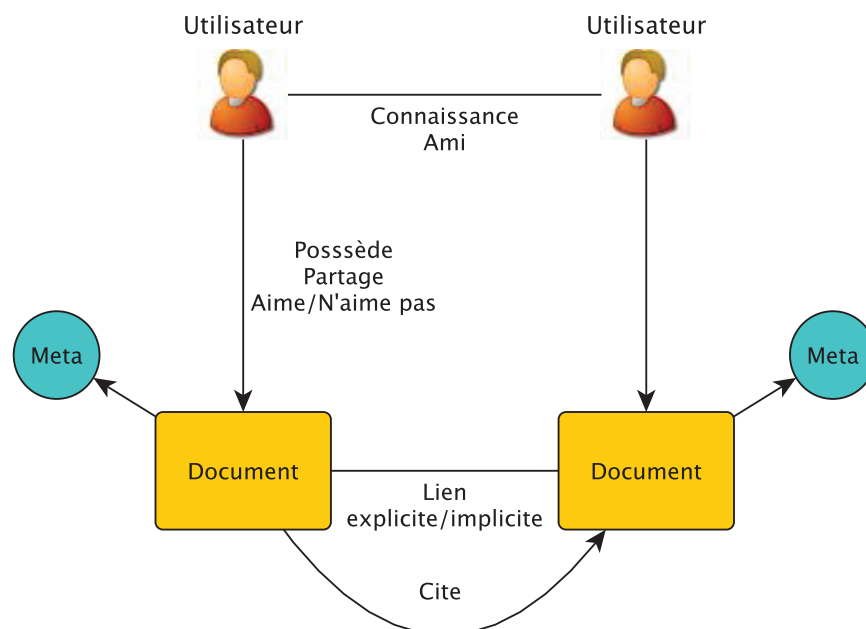 Utilisateur
Utilisateur
Connaissance
Ami
Posssède
Partage
Aime/N'aime pas
Meta
Meta
Document
Document
Lien
explicite/implicite
Cite